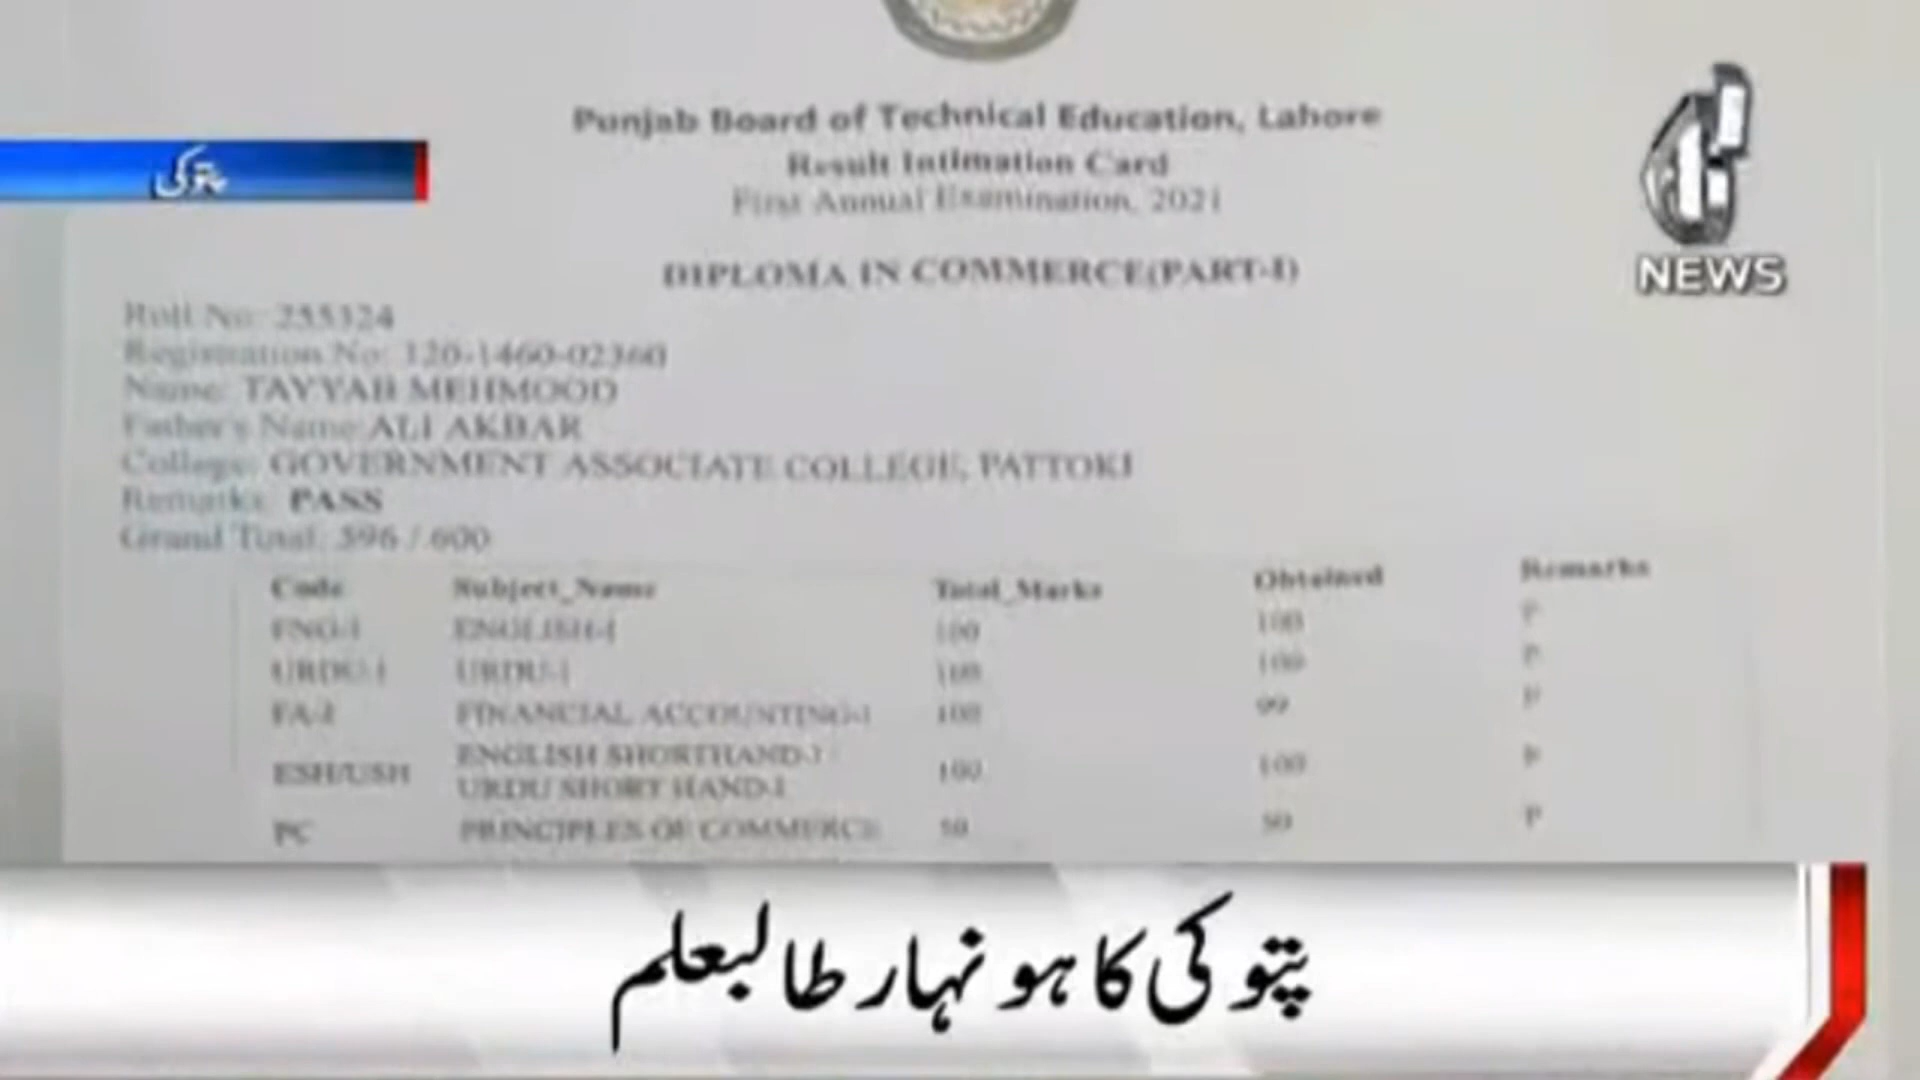 Punjab Board of Technical Education, Lahore
Result Intimation Card
First Annual Examination, 2021
پتوکی
NEWS
DIPLOMA IN COMMERCE(PART-I)
Roll No: 255324
Registration No: 120-1460-02360
Name: TAYYAB MEHMOOD
Father's Name: ALI AKBAR
College: GOVERNMENT ASSOCIATE COLLEGE, PATTOKI
Remarks: PASS
Grand Total: 596 / 600
Code Subject_Name Total_Marks Obtained Remarks
ENG-I ENGLISH-I 100 100 P
URDU-I URDU-I 100 100 P
FA-I FINANCIAL ACCOUNTING-I 100 99 P
ESH/USH ENGLISH SHORTHAND-I 100 100 P
URDU SHORT HAND-I
PC PRINCIPLES OF COMMERCE 50 50 P
پتوکی کا ہونہار طالبعلم